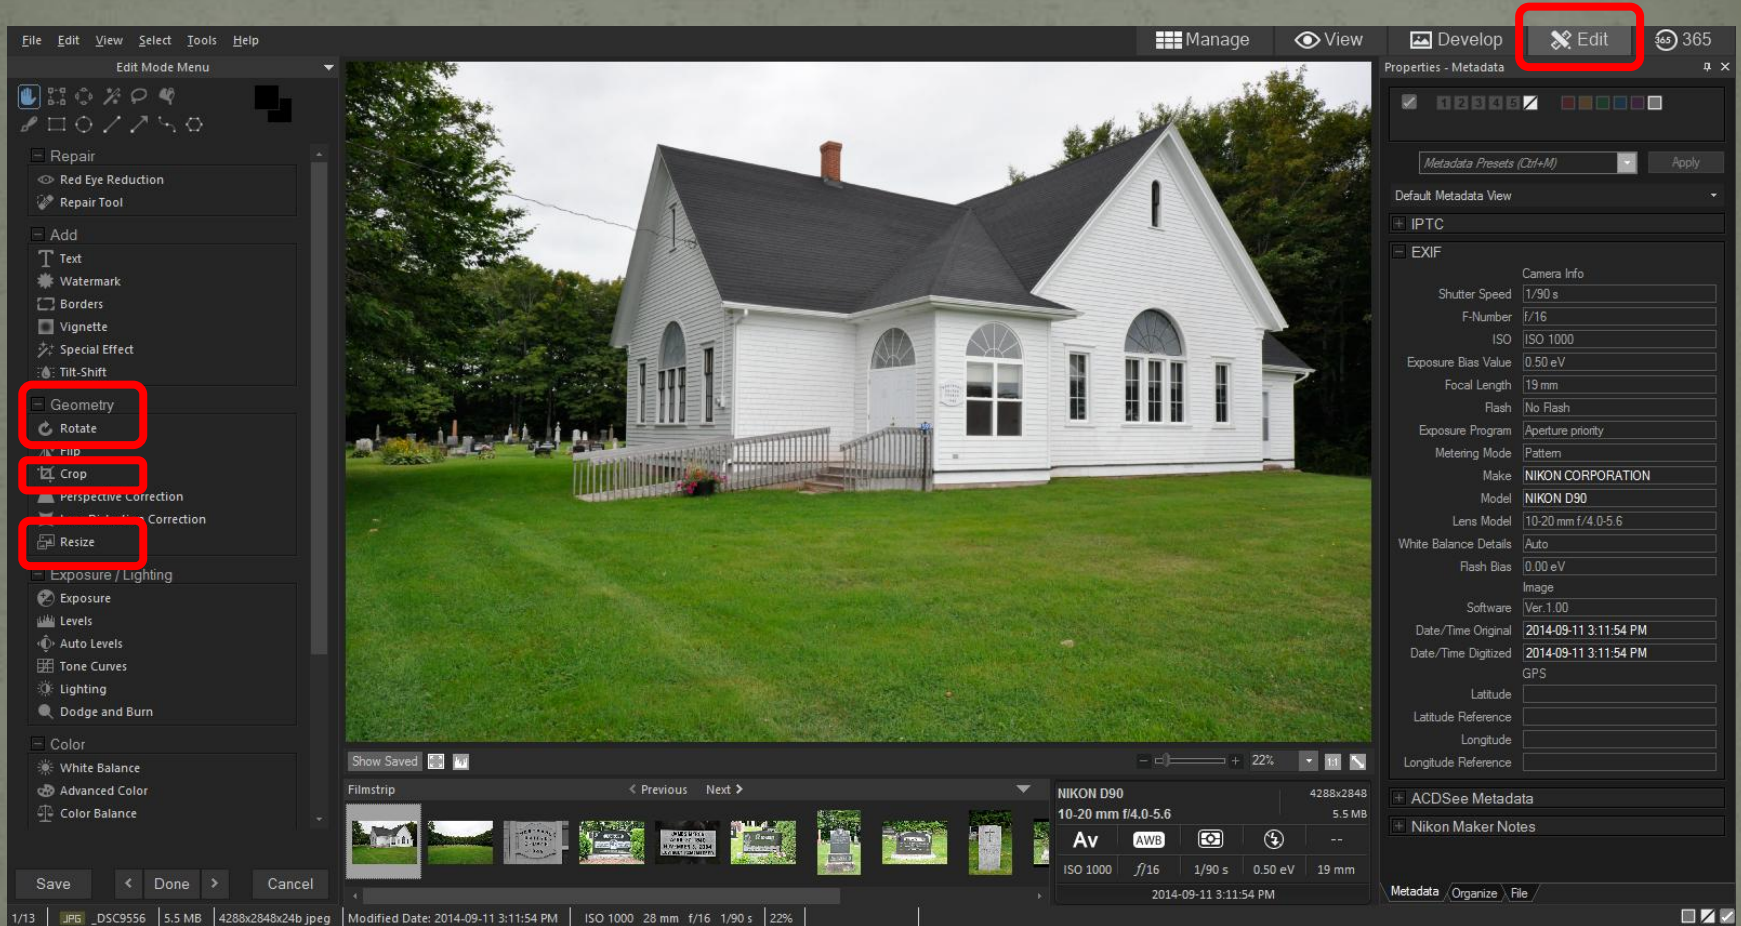 File Edit View Select Tools Help
Manage View Develop Edit 365 365
Edit Mode Menu
Repair
Red Eye Reduction
Repair Tool
Add
Text
Watermark
Borders
Vignette
Special Effect
Tilt-Shift
Geometry
Rotate
Flip
Crop
Perspective Correction
Correction
Resize
Exposure / Lighting
Exposure
Levels
Auto Levels
Tone Curves
Lighting
Dodge and Burn
Color
White Balance
Advanced Color
Color Balance
Save < Done > Cancel
Show Saved
22%
1:1
Filmstrip < Previous Next >
NIKON D90 4288x2848
10-20 mm f/4.0-5.6 5.5 MB
Av AWB --
ISO 1000 f/16 1/90 s 0.50 eV 19 mm
2014-09-11 3:11:54 PM
Properties - Metadata
1 2 3 4 5
Metadata Presets (Ctrl+M) Apply
Default Metadata View
IPTC
EXIF
Camera Info
Shutter Speed 1/90 s
F-Number f/16
ISO ISO 1000
Exposure Bias Value 0.50 eV
Focal Length 19 mm
Flash No Flash
Exposure Program Aperture priority
Metering Mode Pattern
Make NIKON CORPORATION
Model NIKON D90
Lens Model 10-20 mm f/4.0-5.6
White Balance Details Auto
Flash Bias 0.00 eV
Image
Software Ver.1.00
Date/Time Original 2014-09-11 3:11:54 PM
Date/Time Digitized 2014-09-11 3:11:54 PM
GPS
Latitude
Latitude Reference
Longitude
Longitude Reference
ACDSee Metadata
Nikon Maker Notes
Metadata Organize File
1/13 JPG _DSC9556 5.5 MB 4288x2848x24b jpeg Modified Date: 2014-09-11 3:11:54 PM ISO 1000 28 mm f/16 1/90 s 22%